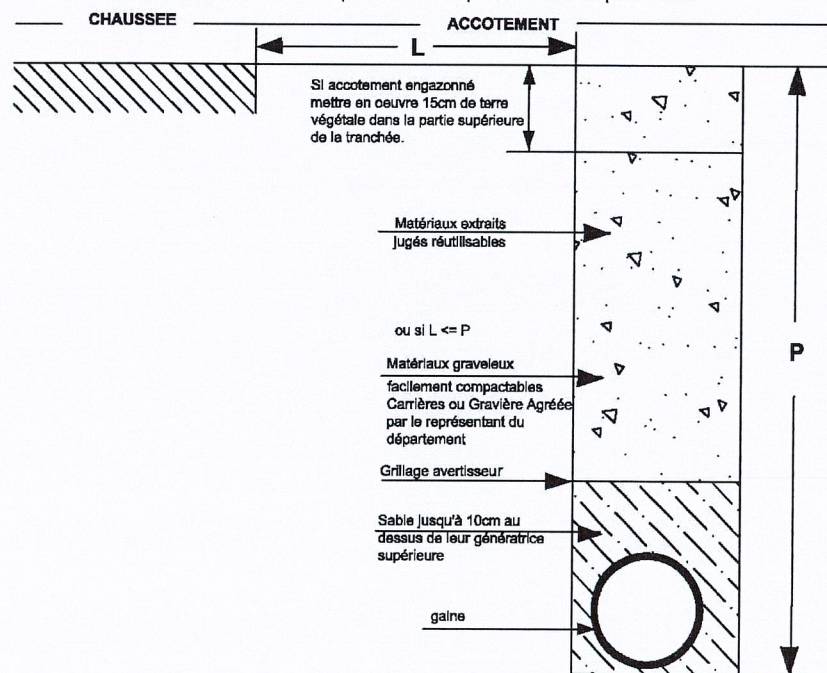 CHAUSSEE
ACCOTEMENT
L
Si accotement engazonné
mettre en oeuvre 15cm de terre
végétale dans la partie supérieure
de la tranchée.
Matériaux extraits
jugés réutilisables
ou si L <= P
P
Matériaux graveleux
facilement compactables
Carrières ou Gravière Agréée
par le représentant du
département
Grillage avertisseur
Sable jusqu'à 10cm au
dessus de leur génératrice
supérieure
gaine